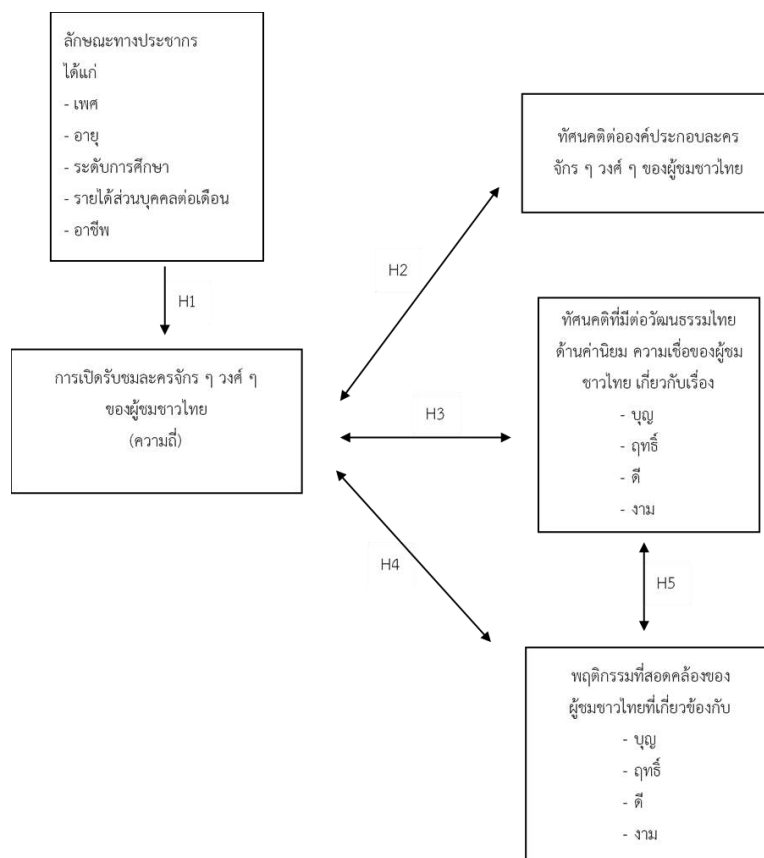 ลักษณะทางประชากร
ได้แก่
- เพศ
- อายุ
- ระดับการศึกษา
- รายได้ส่วนบุคคลต่อเดือน
- อาชีพ
ทัศนคติต่อองค์ประกอบละคร
จักร ๆ วงศ์ ๆ ของผู้ชมชาวไทย
H1
H2
การเปิดรับชมละครจักร ๆ วงศ์ ๆ
ของผู้ชมชาวไทย
(ความถี่)
H3
ทัศนคติที่มีต่อวัฒนธรรมไทย
ด้านค่านิยม ความเชื่อของผู้ชม
ชาวไทย เกี่ยวกับเรื่อง
- บุญ
- ฤทธิ์
- ดี
- งาม
H4
H5
พฤติกรรมที่สอดคล้องของ
ผู้ชมชาวไทยที่เกี่ยวข้องกับ
- บุญ
- ฤทธิ์
- ดี
- งาม